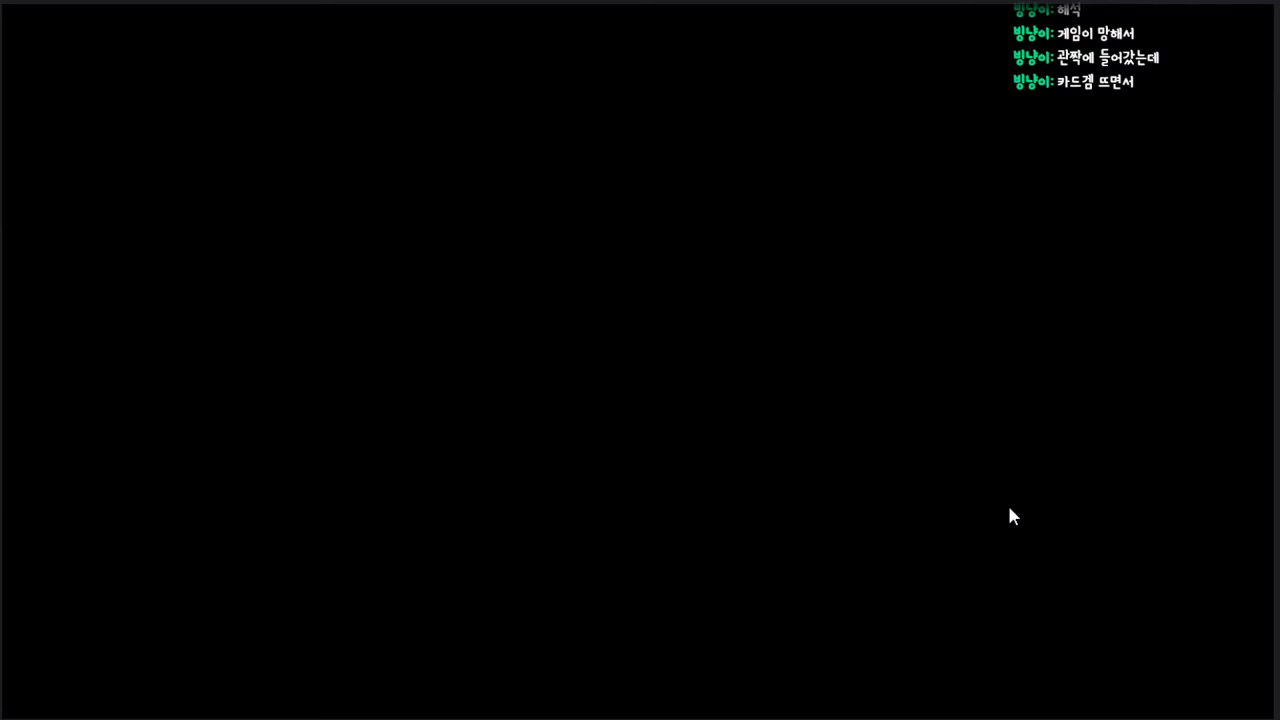 빙냥이: 해석
빙냥이: 게임이 망해서
빙냥이: 관짝에 들어갔는데
빙냥이: 카드겜 뜨면서